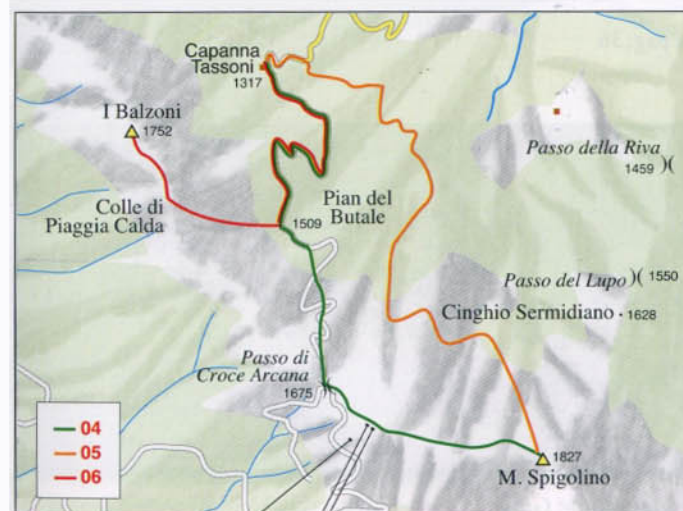 Capanna
Tassoni
1317
I Balzoni
1752
Passo della Riva
1459
Pian del
Butale
Colle di
Piaggia Calda
1509
Passo del Lupo
1550
Cinghio Sermidiano
1628
Passo di
Croce Arcana
1675
04
05
06
1827
M. Spigolino